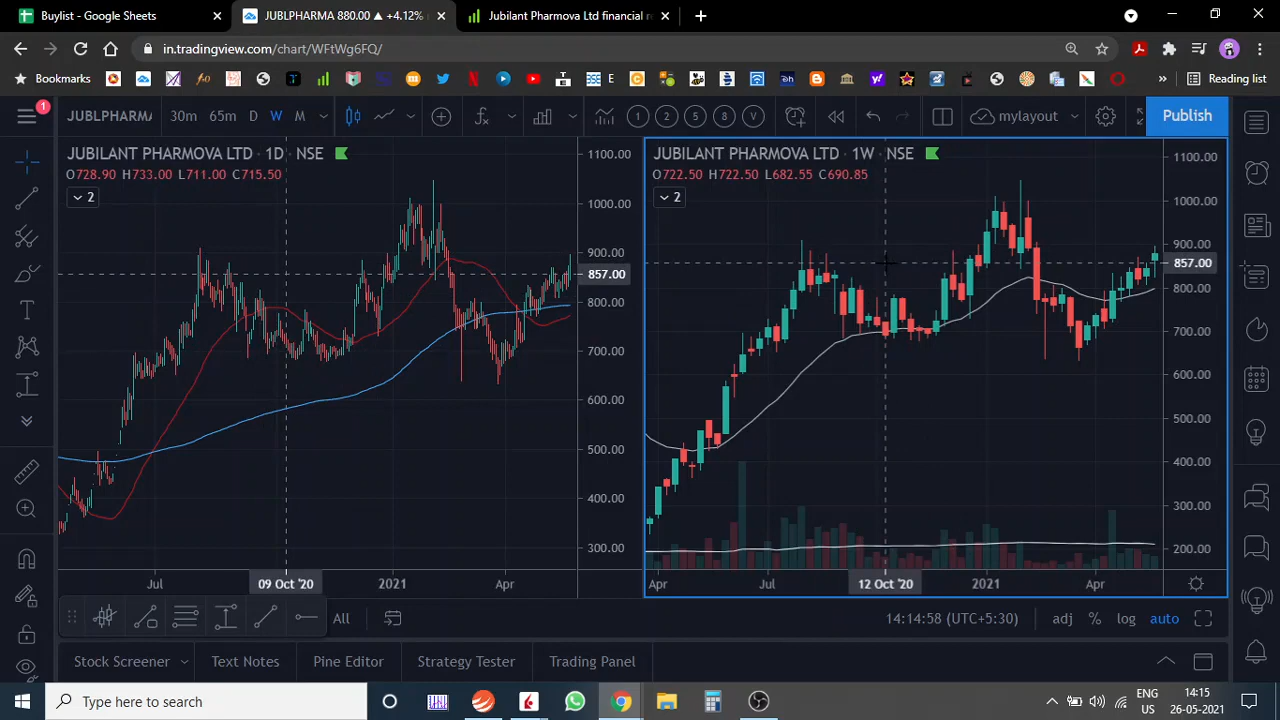 Buylist - Google Sheets
JUBLPHARMA 880.00 ▲ +4.12%
Jubilant Pharmova Ltd financial r
in.tradingview.com/chart/WFtWg6FQ/
Bookmarks
Reading list
JUBLPHARMA 30m 65m D W M
1 2 5 8 V
mylayout
Publish
JUBILANT PHARMOVA LTD · 1D · NSE
O728.90 H733.00 L711.00 C715.50
2
1100.00
1000.00
900.00
857.00
800.00
700.00
600.00
500.00
400.00
300.00
Jul 09 Oct '20 2021 Apr
JUBILANT PHARMOVA LTD · 1W · NSE
O722.50 H722.50 L682.55 C690.85
2
1100.00
1000.00
900.00
857.00
800.00
700.00
600.00
500.00
400.00
300.00
200.00
Apr Jul 12 Oct '20 2021 Apr
All
14:14:58 (UTC+5:30) adj % log auto
Stock Screener Text Notes Pine Editor Strategy Tester Trading Panel
Type here to search
ENG
US
14:15
26-05-2021